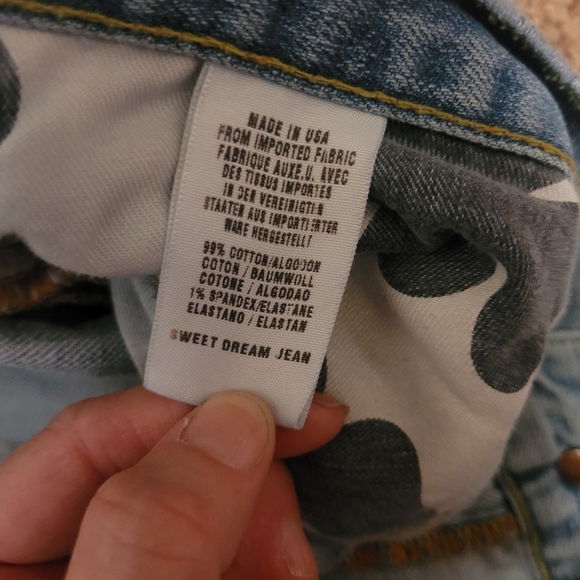 MADE IN USA
FROM IMPORTED FABRIC
FABRIQUE AUXE.U. AVEC
DES TISSUS IMPORTES
IN DEN VEREINIGTEN
STAATEN AUS IMPORTIERTER
WARE HERGESTELLT
99% COTTON/ALGODON
COTON / BAUMWOLL
COTONE / ALGODAO
1% SPANDEX/ELASTANE
ELASTANO / ELASTAN
SWEET DREAM JEAN